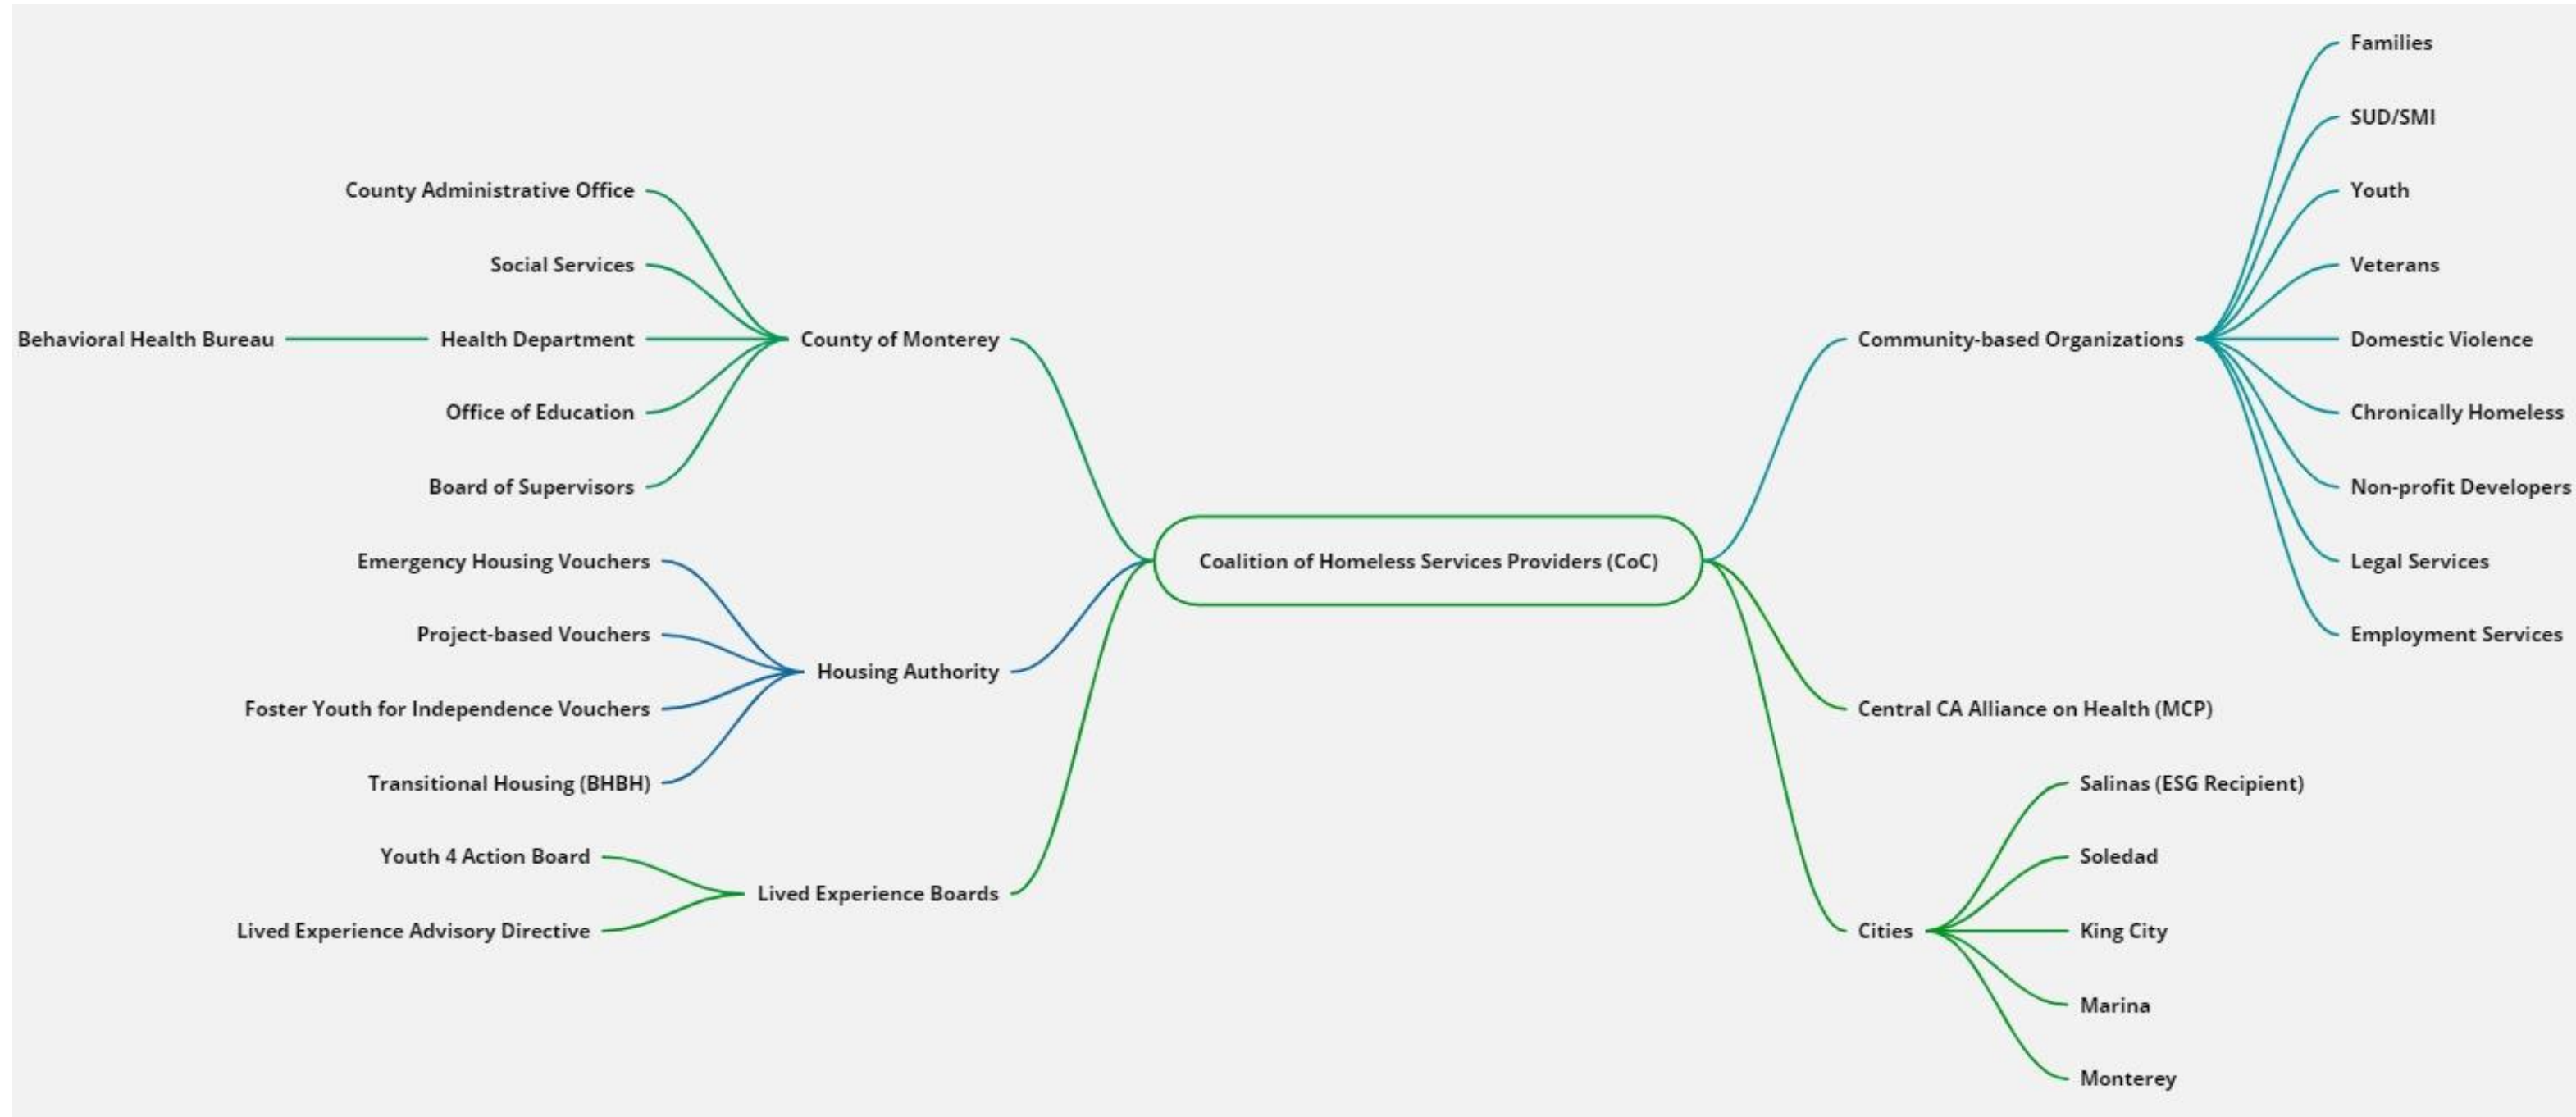 Coalition of Homeless Services Providers (CoC)
County of Monterey
County Administrative Office
Social Services
Health Department
Behavioral Health Bureau
Office of Education
Board of Supervisors
Housing Authority
Emergency Housing Vouchers
Project-based Vouchers
Foster Youth for Independence Vouchers
Transitional Housing (BHBH)
Lived Experience Boards
Youth 4 Action Board
Lived Experience Advisory Directive
Community-based Organizations
Families
SUD/SMI
Youth
Veterans
Domestic Violence
Chronically Homeless
Non-profit Developers
Legal Services
Employment Services
Central CA Alliance on Health (MCP)
Cities
Salinas (ESG Recipient)
Soledad
King City
Marina
Monterey